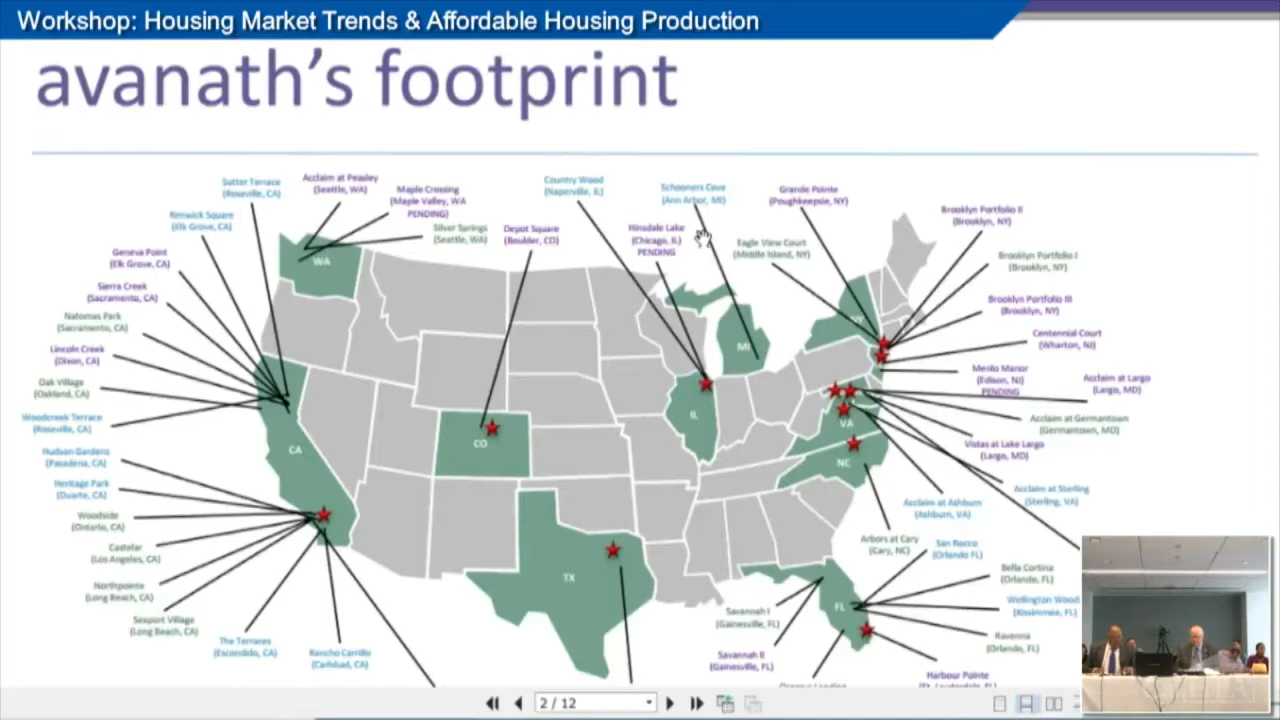 Workshop: Housing Market Trends & Affordable Housing Production
avanath's footprint
Sutter Terrace
(Roseville, CA)
Acclaim at Peasley
(Seattle, WA)
Maple Crossing
(Maple Valley, WA
PENDING)
Country Wood
(Naperville, IL)
Schooners Cove
(Ann Arbor, MI)
Grande Pointe
(Poughkeepsie, NY)
Renwick Square
(Elk Grove, CA)
Silver Springs
(Seattle, WA)
Depot Square
(Boulder, CO)
Hinsdale Lake
(Chicago, IL)
PENDING
Eagle View Court
(Middle Island, NY)
Brooklyn Portfolio II
(Brooklyn, NY)
Geneva Point
(Elk Grove, CA)
Brooklyn Portfolio I
(Brooklyn, NY)
Sierra Creek
(Sacramento, CA)
Brooklyn Portfolio III
(Brooklyn, NY)
Natomas Park
(Sacramento, CA)
Centennial Court
(Wharton, NJ)
Lincoln Creek
(Dixon, CA)
Merito Manor
(Edison, NJ)
PENDING
Acclaim at Largo
(Largo, MD)
Oak Village
(Oakland, CA)
Woodcreek Terrace
(Roseville, CA)
Acclaim at Germantown
(Germantown, MD)
Vistas at Lake Largo
(Largo, MD)
Hudson Gardens
(Pasadena, CA)
Heritage Park
(Duarte, CA)
Acclaim at Sterling
(Sterling, VA)
Acclaim at Ashburn
(Ashburn, VA)
Woodside
(Ontario, CA)
Arbors at Cary
(Cary, NC)
San Rocco
(Orlando FL)
Castelar
(Los Angeles, CA)
Bella Cortina
(Orlando, FL)
Northpointe
(Long Beach, CA)
Wellington Wood
(Kissimmee, FL)
Savannah I
(Gainesville, FL)
Seaport Village
(Long Beach, CA)
Ravenna
(Orlando, FL)
The Terraces
(Escondido, CA)
Rancho Carrillo
(Carlsbad, CA)
Savannah II
(Gainesville, FL)
Harbour Pointe
(Ft. Lauderdale, FL)
WA
CA
CO
TX
IL
MI
NY
VA
NC
FL
2 / 12